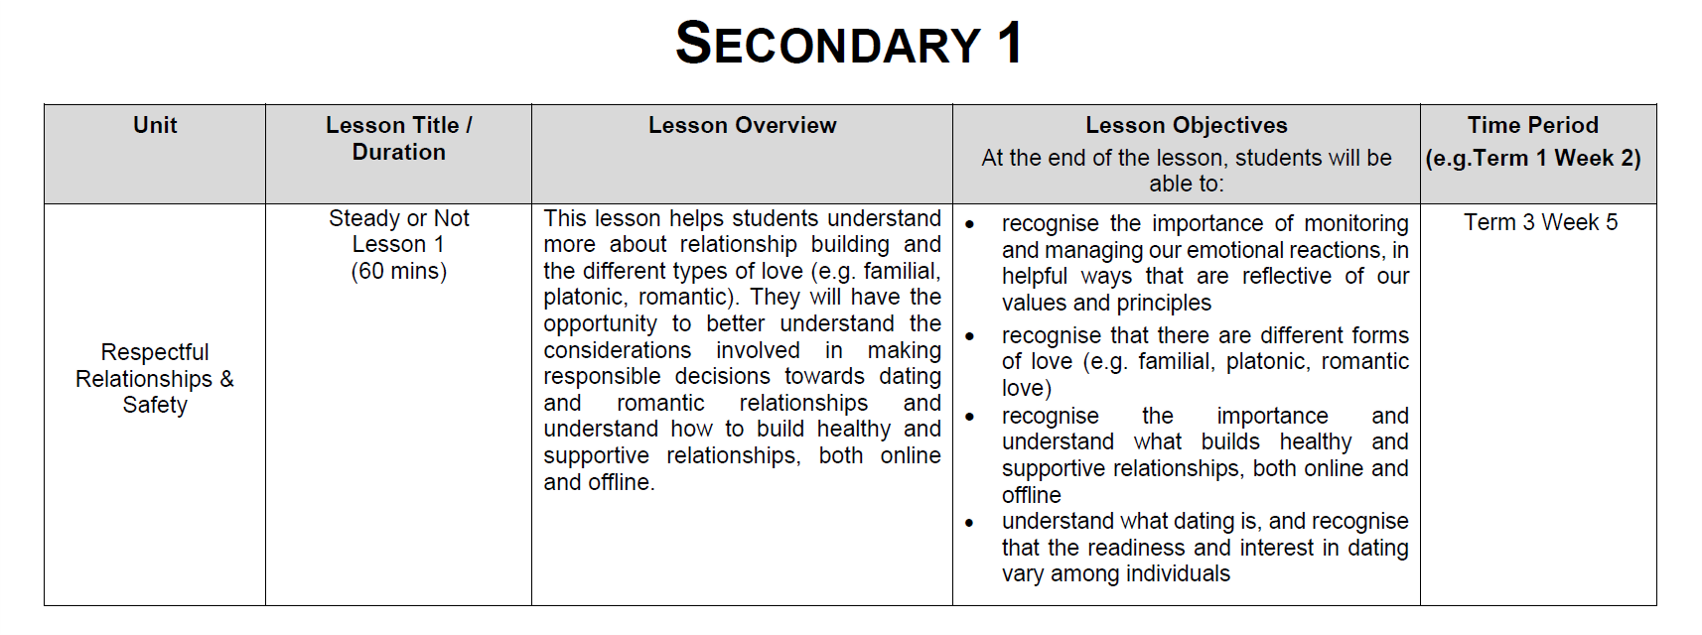 SECONDARY 1
Unit
Lesson Title /
Duration
Lesson Overview
Lesson Objectives
At the end of the lesson, students will be
able to:
Time Period
(e.g.Term 1 Week 2)
Respectful
Relationships &
Safety
Steady or Not
Lesson 1
(60 mins)
This lesson helps students understand
more about relationship building and
the different types of love (e.g. familial,
platonic, romantic). They will have the
opportunity to better understand the
considerations involved in making
responsible decisions towards dating
and romantic relationships and
understand how to build healthy and
supportive relationships, both online
and offline.
• recognise the importance of monitoring
and managing our emotional reactions, in
helpful ways that are reflective of our
values and principles
• recognise that there are different forms
of love (e.g. familial, platonic, romantic
love)
• recognise the importance and
understand what builds healthy and
supportive relationships, both online and
offline
• understand what dating is, and recognise
that the readiness and interest in dating
vary among individuals
Term 3 Week 5